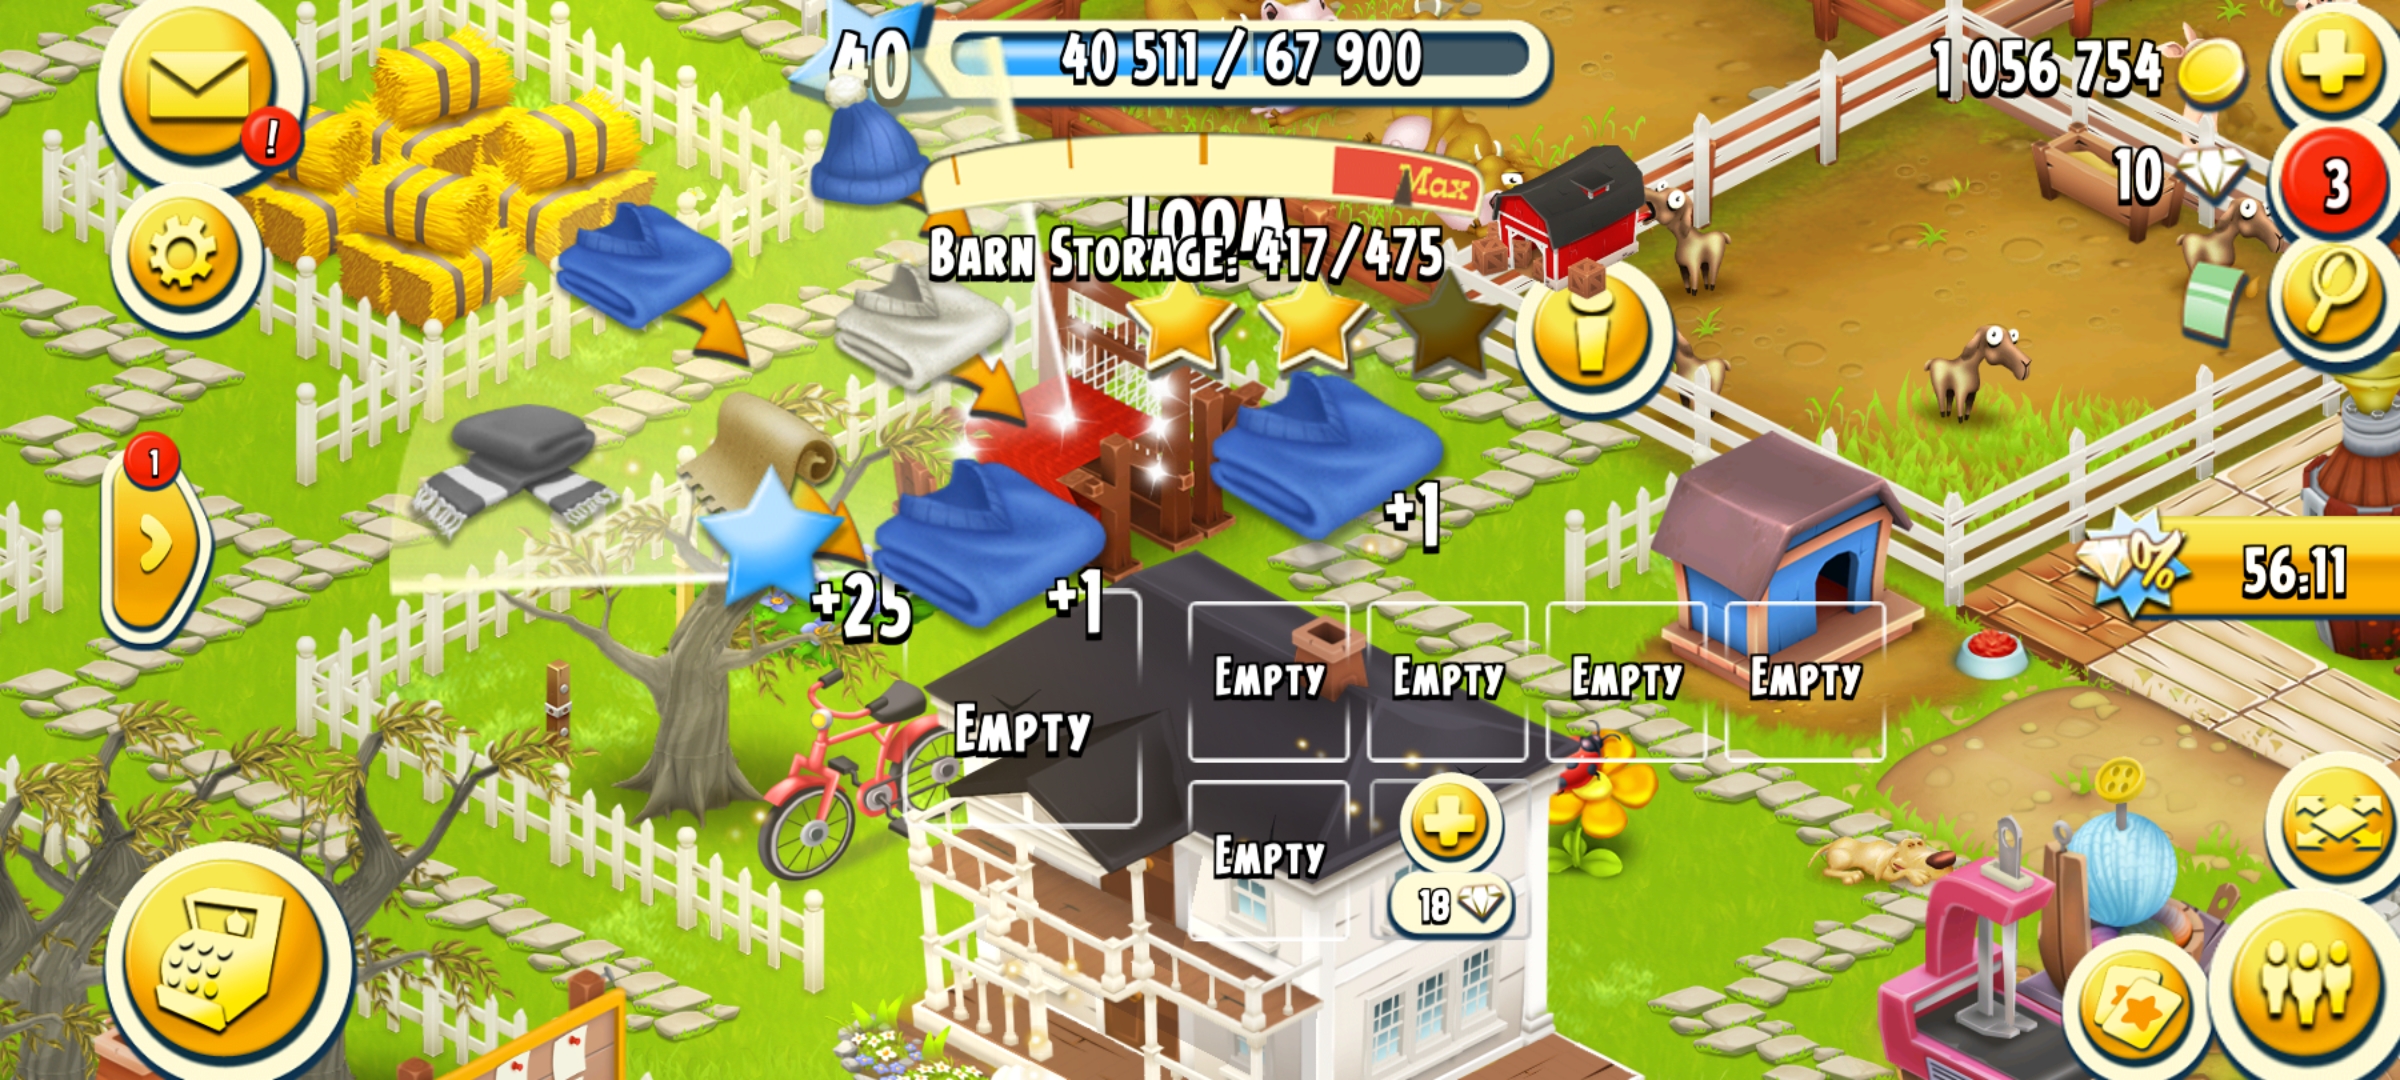 40
40 511 / 67 900
1 056 754
!
Max
10
3
LOOM
BARN STORAGE: 417/475
1
+1
%
56:11
+25
+1
EMPTY
EMPTY
EMPTY
EMPTY
EMPTY
EMPTY
18